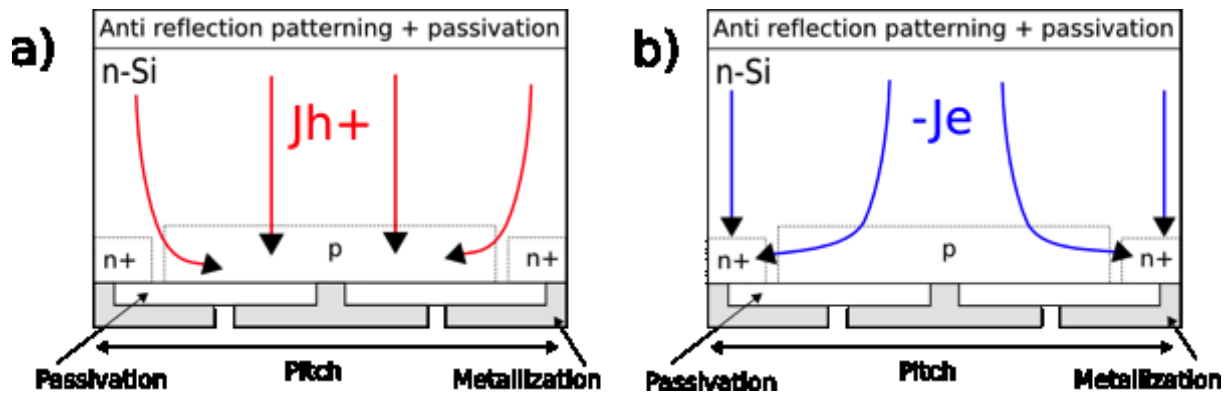 a)
Anti reflection patterning + passivation
n-Si
Jh+
n+
p
n+
Passivation
Pitch
Metallization
b)
Anti reflection patterning + passivation
n-Si
-Je
n+
p
n+
Passivation
Pitch
Metallization